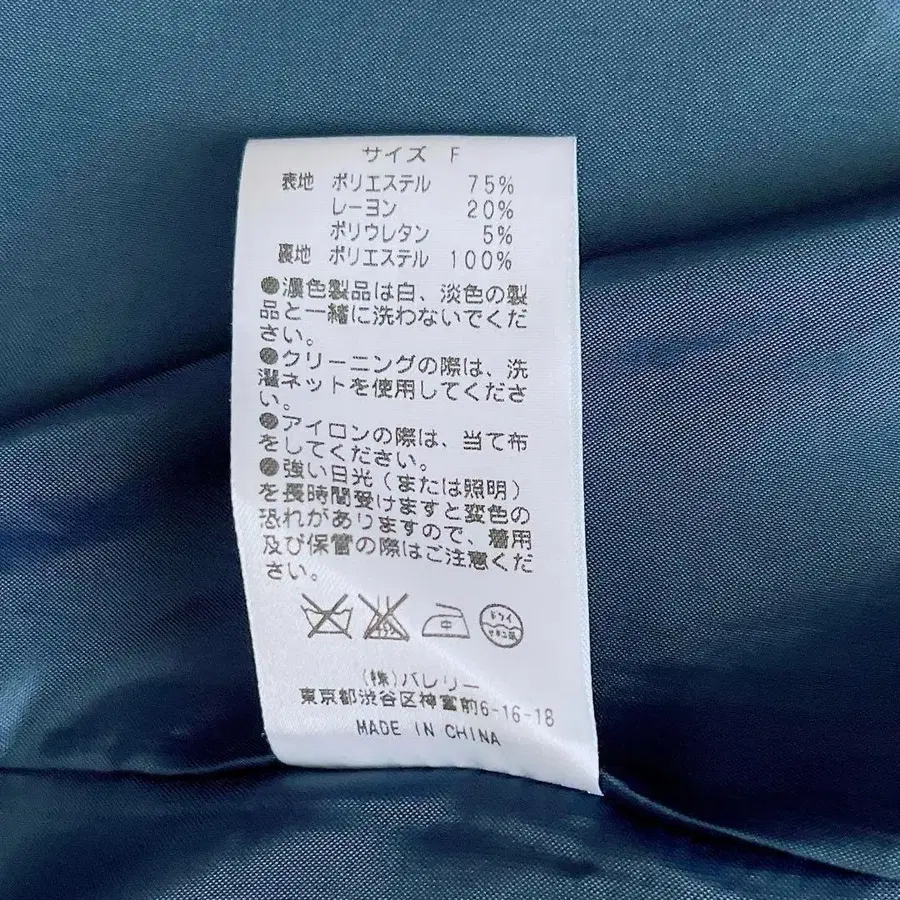 サイズ F
表地 ポリエステル 75%
レーヨン 20%
ポリウレタン 5%
裏地 ポリエステル 100%
●濃色製品は白、淡色の製
品と一緒に洗わないでくだ
さい。
●クリーニングの際は、洗
濯ネットを使用してくださ
い。
●アイロンの際は、当て布
をしてください。
●強い日光(または照明)
を長時間受けますと変色の
恐れがありますので、着用
及び保管の際はご注意くだ
さい。
中
ドライ
セキユ系
(株)バレリー
東京都渋谷区神宮前6-16-18
MADE IN CHINA